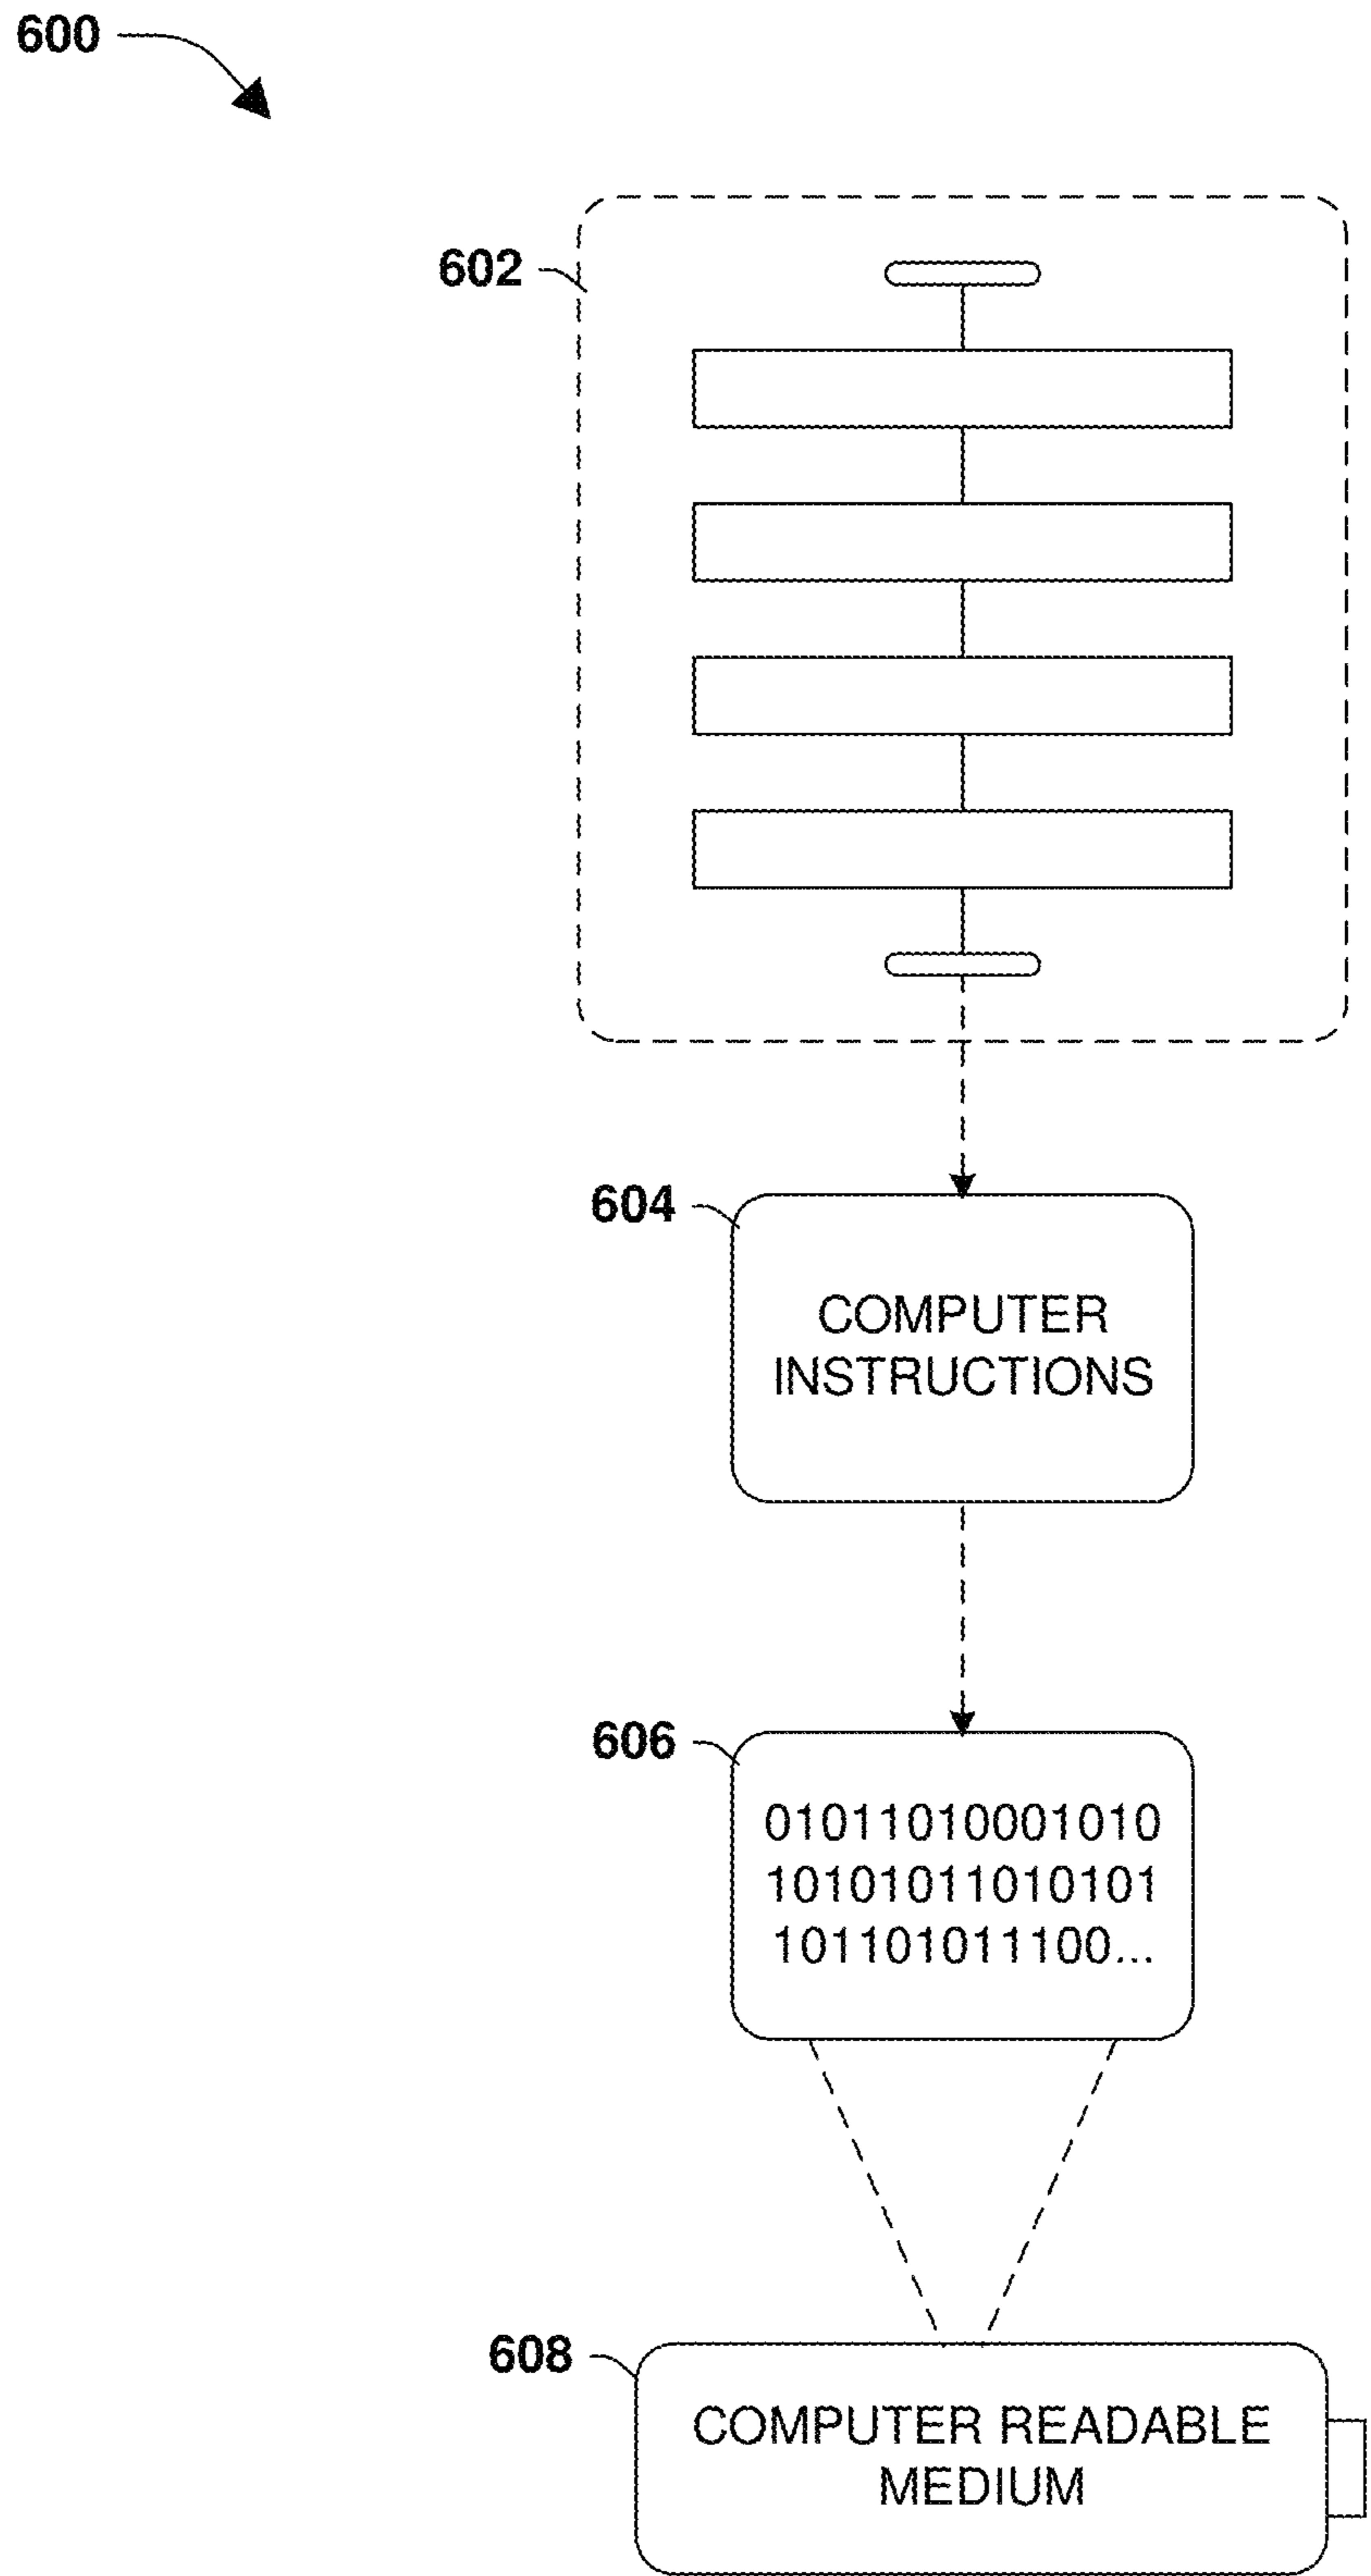 600
602
604
COMPUTER
INSTRUCTIONS
606
01011010001010
10101011010101
101101011100...
608
COMPUTER READABLE
MEDIUM